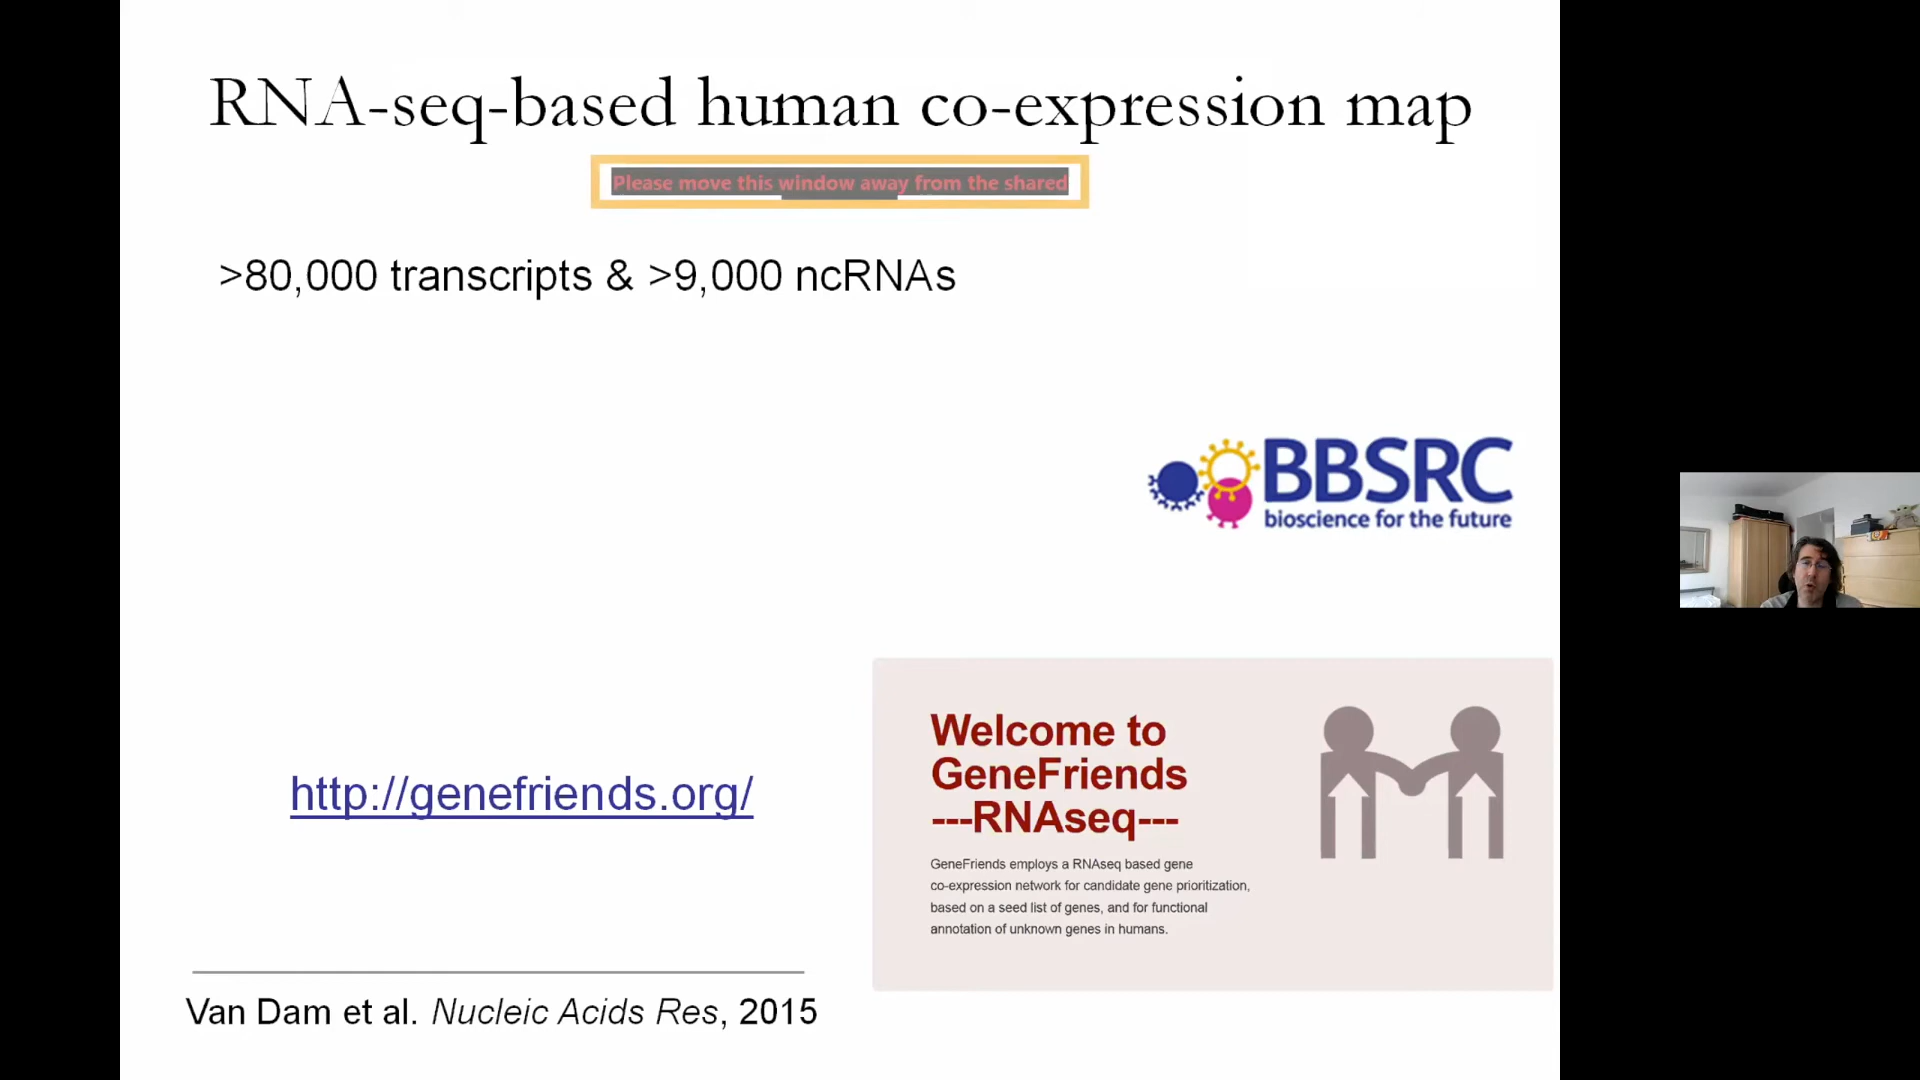 RNA-seq-based human co-expression map
Please move this window away from the shared
>80,000 transcripts & >9,000 ncRNAs
BBSRC
bioscience for the future
Welcome to
GeneFriends
---RNAseq---
http://genefriends.org/
GeneFriends employs a RNAseq based gene
co-expression network for candidate gene prioritization,
based on a seed list of genes, and for functional
annotation of unknown genes in humans.
Van Dam et al. Nucleic Acids Res, 2015